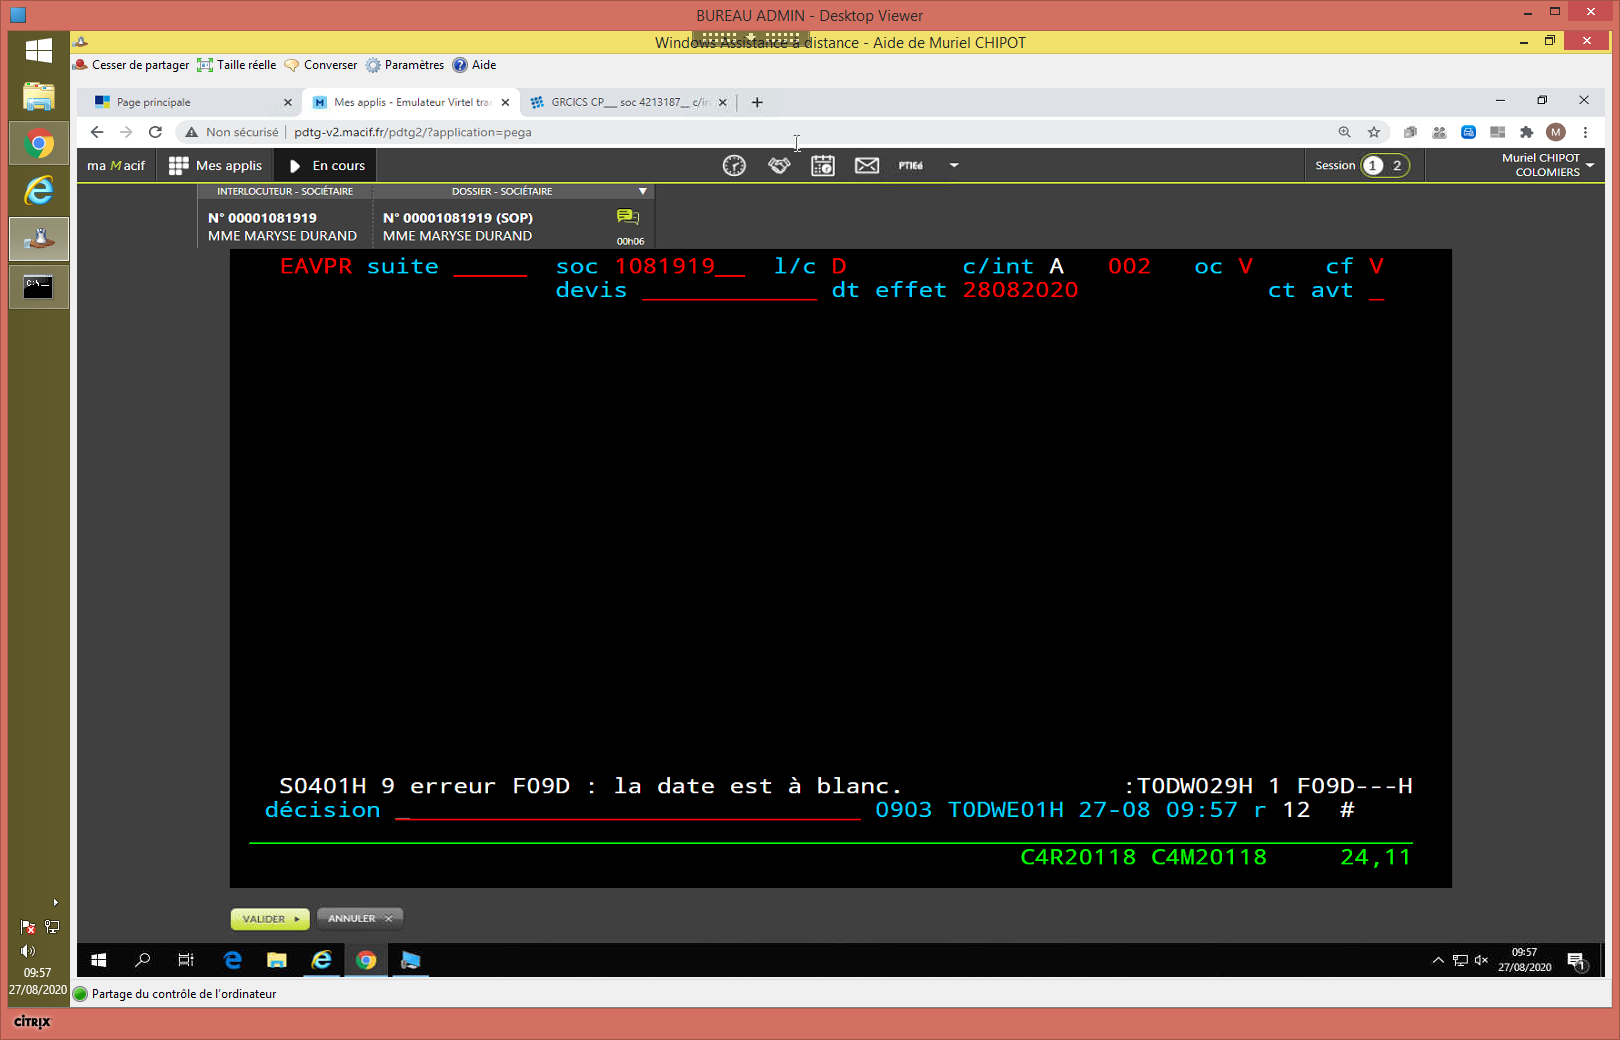 BUREAU ADMIN - Desktop Viewer
Windows Assistance à distance - Aide de Muriel CHIPOT
Cesser de partager Taille réelle Converser Paramètres Aide
Page principale Mes applis - Emulateur Virtel tra GRCICS CP___ soc 4213187__ c/in
Non sécurisé pdtg-v2.macif.fr/pdtg2/?application=pega M
ma Macif Mes applis En cours PTIEd Session 1 2 Muriel CHIPOT
COLOMIERS
INTERLOCUTEUR - SOCIÉTAIRE DOSSIER - SOCIÉTAIRE
N° 00001081919 N° 00001081919 (SOP)
MME MARYSE DURAND MME MARYSE DURAND 00h06
EAVPR suite _____ soc 1081919__ l/c D c/int A 002 oc V cf V
devis ____________ dt effet 28082020 ct avt _
S0401H 9 erreur F09D : la date est à blanc. :T0DW029H 1 F09D---H
décision ________________________________ 0903 T0DWE01H 27-08 09:57 r 12 #
C4R20118 C4M20118 24,11
VALIDER ANNULER
09:57
27/08/2020
1
09:57
27/08/2020
Partage du contrôle de l'ordinateur
CITRIX